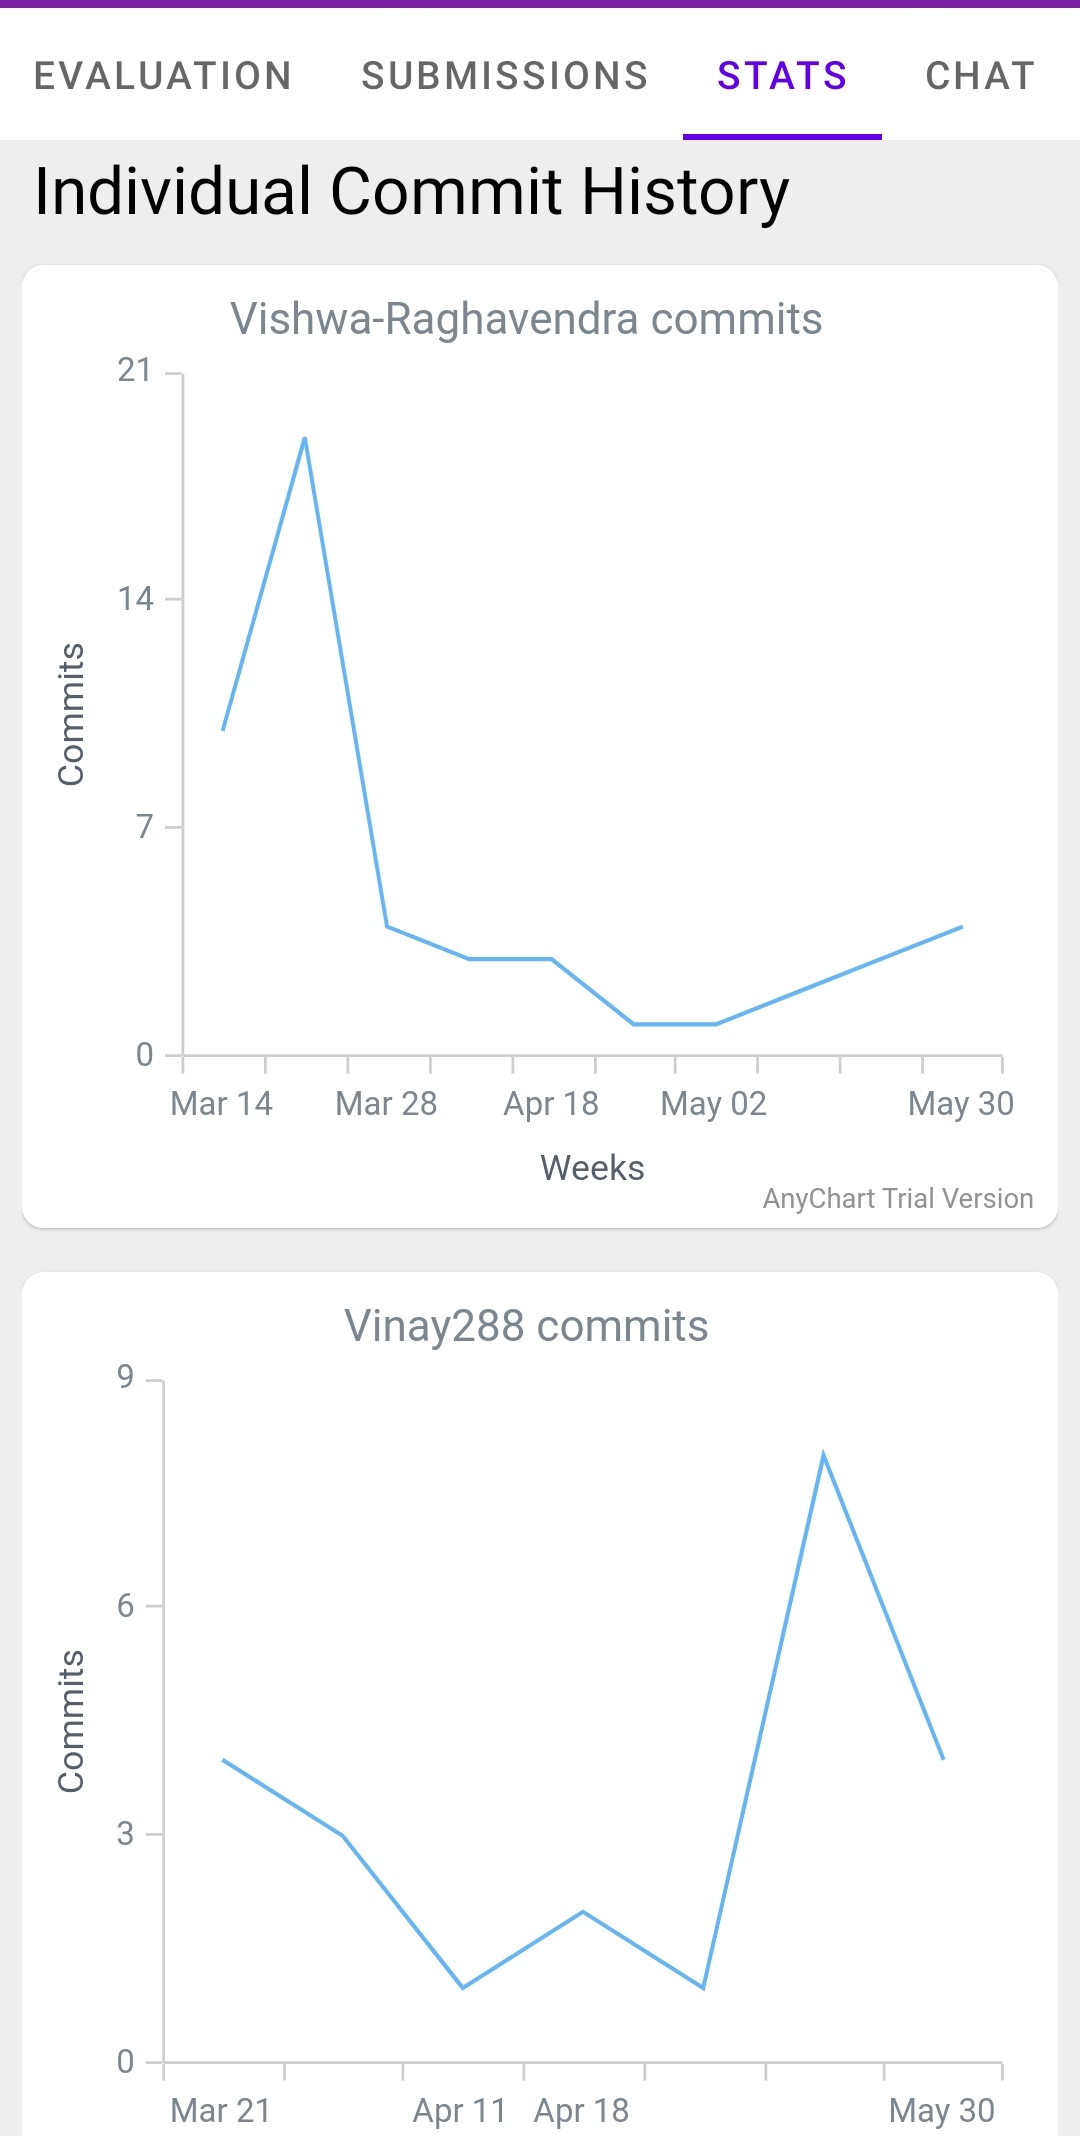 EVALUATION SUBMISSIONS STATS CHAT
Individual Commit History
Vishwa-Raghavendra commits
21
14
7
0
Commits
Mar 14 Mar 28 Apr 18 May 02 May 30
Weeks
AnyChart Trial Version
Vinay288 commits
9
6
3
0
Commits
Mar 21 Apr 11 Apr 18 May 30